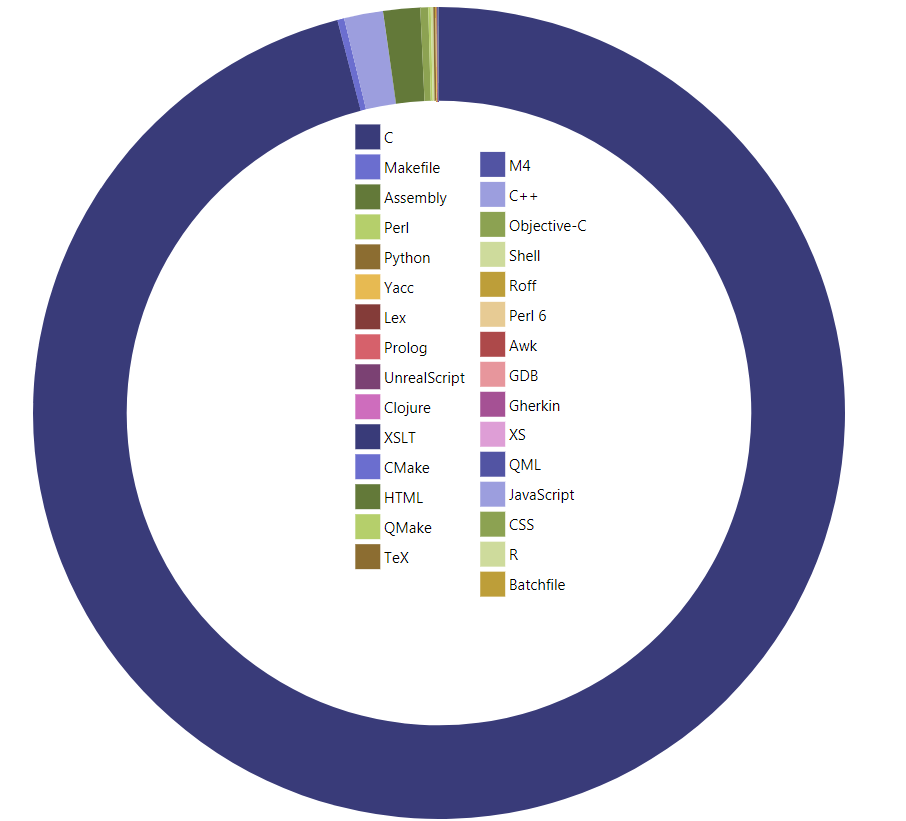 C
Makefile
Assembly
Perl
Python
Yacc
Lex
Prolog
UnrealScript
Clojure
XSLT
CMake
HTML
QMake
TeX
M4
C++
Objective-C
Shell
Roff
Perl 6
Awk
GDB
Gherkin
XS
QML
JavaScript
CSS
R
Batchfile